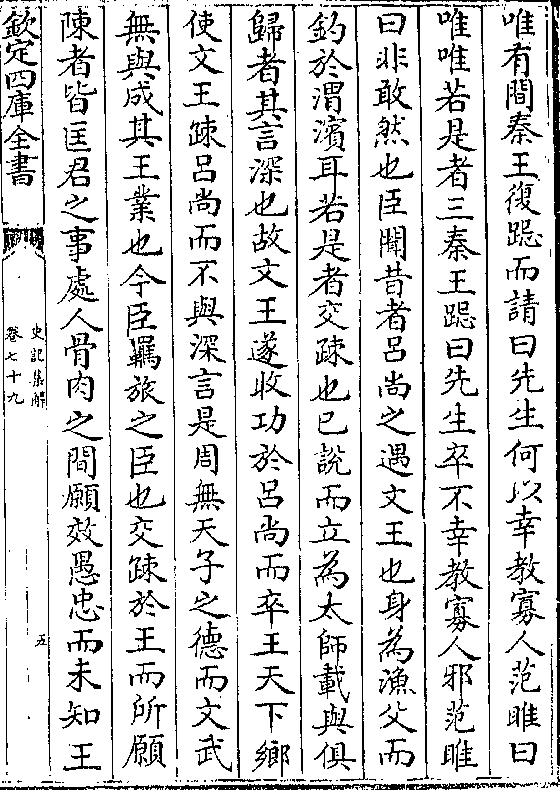 唯有間秦王復跽而請曰先生何以幸教寡人范雎曰
唯唯若是者三秦王跽曰先生卒不幸教寡人邪范雎
曰非敢然也臣聞昔者吕尚之遇文王也身為漁父而
釣於渭濱耳若是者交疎也已說而立為太師載與俱
歸者其言深也故文王遂收功於吕尚而卒王天下鄉
使文王疎吕尚而不與深言是周無天子之德而文武
無與成其王業也今臣羈旅之臣也交疎於王而所願
陳者皆匡君之事處人骨肉之間願效愚忠而未知王
欽定四庫全書
史記集解
卷七十九
五